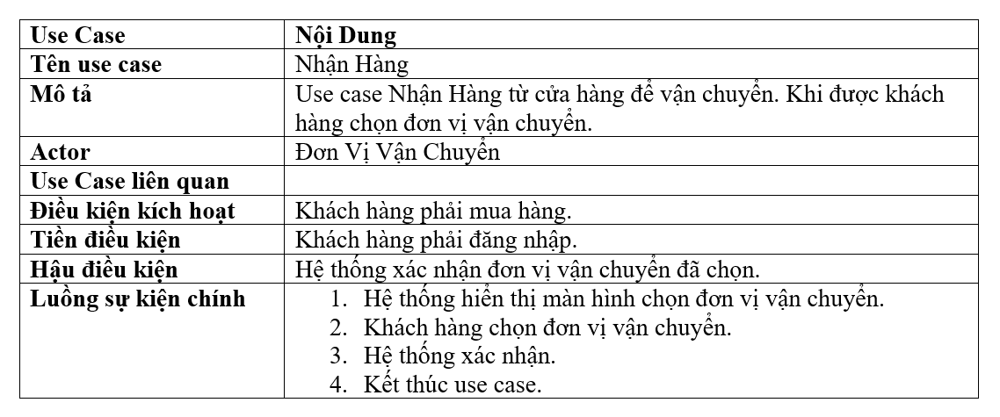 Use Case Nội Dung
Tên use case Nhận Hàng
Mô tả Use case Nhận Hàng từ cửa hàng để vận chuyển. Khi được khách
hàng chọn đơn vị vận chuyển.
Actor Đơn Vị Vận Chuyển
Use Case liên quan
Điều kiện kích hoạt Khách hàng phải mua hàng.
Tiền điều kiện Khách hàng phải đăng nhập.
Hậu điều kiện Hệ thống xác nhận đơn vị vận chuyển đã chọn.
Luồng sự kiện chính 1. Hệ thống hiển thị màn hình chọn đơn vị vận chuyển.
2. Khách hàng chọn đơn vị vận chuyển.
3. Hệ thống xác nhận.
4. Kết thúc use case.